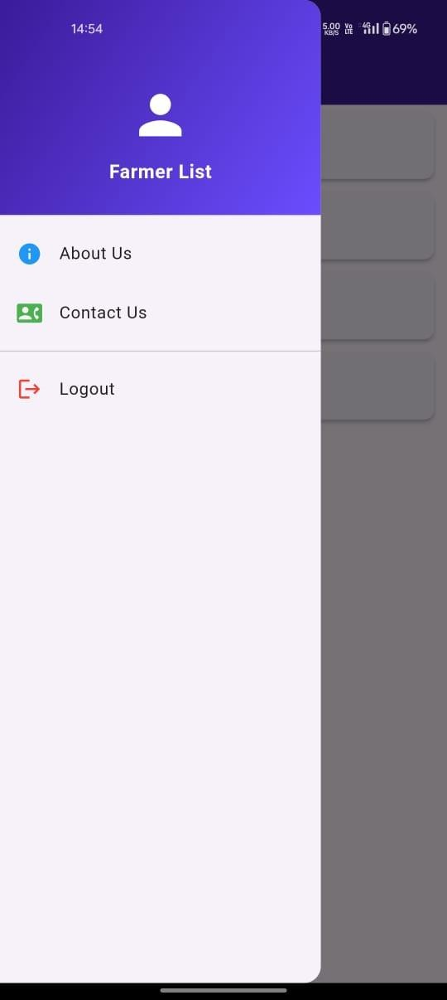 14:54
5.00 KB/S Vo LTE 4G 69%
Farmer List
About Us
Contact Us
Logout